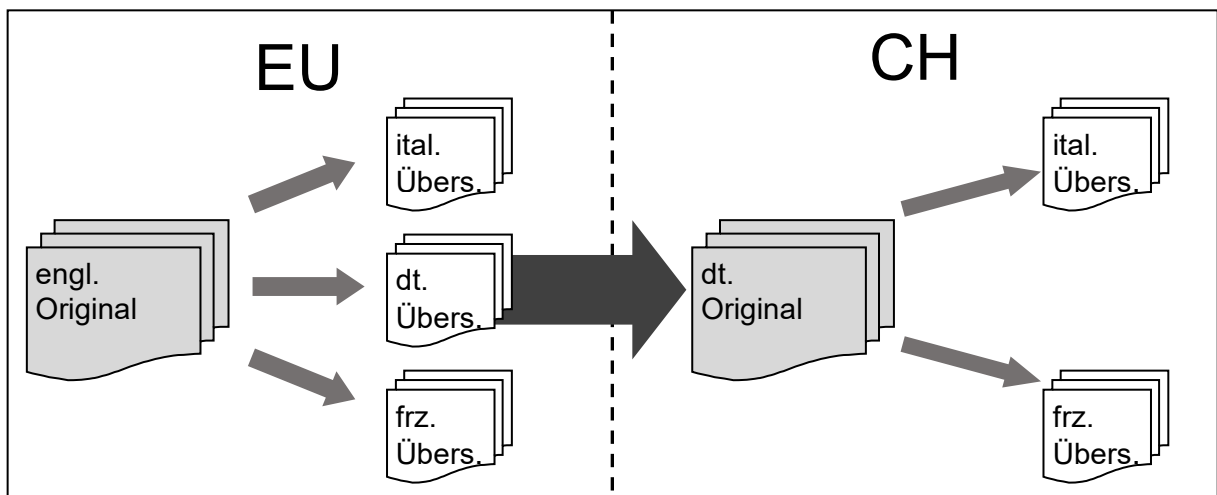 EU
CH
ital.
Übers.
engl.
Original
dt.
Übers.
frz.
Übers.
ital.
Übers.
dt.
Original
frz.
Übers.